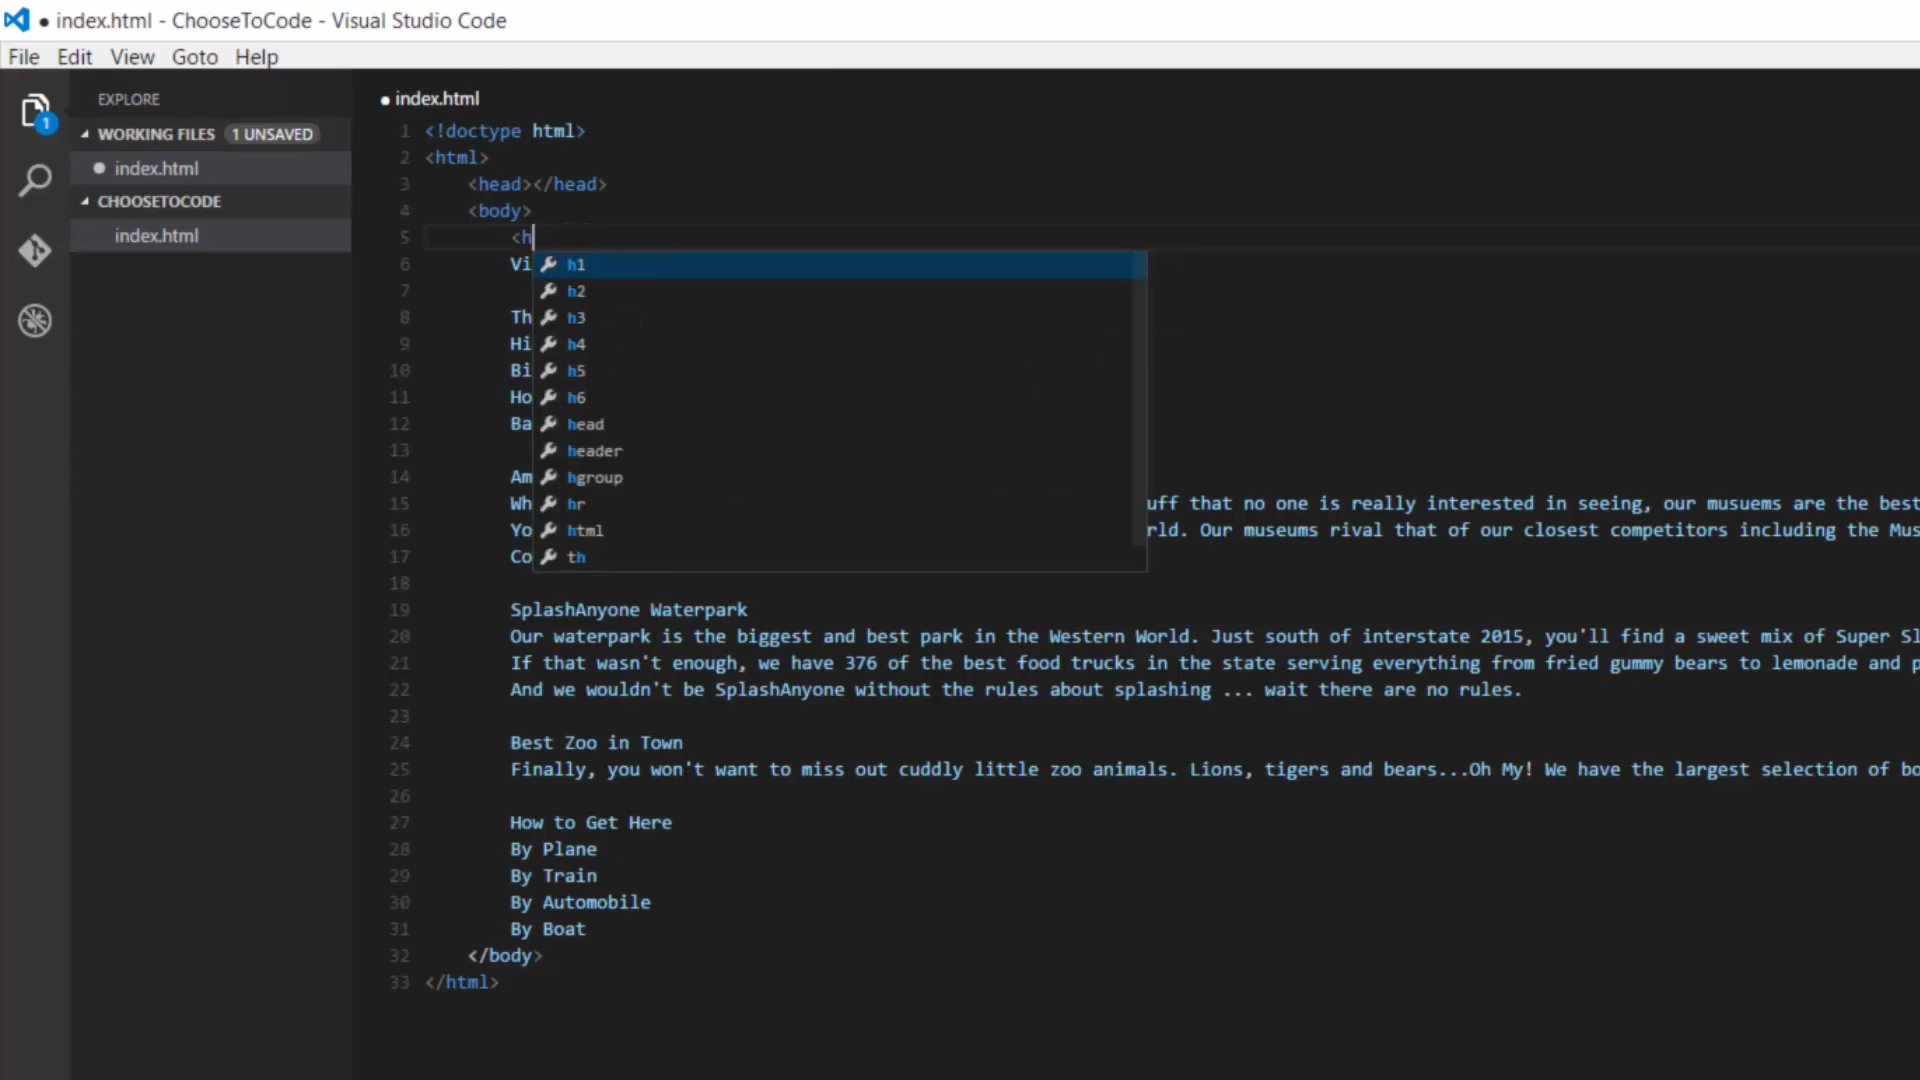 ● index.html - ChooseToCode - Visual Studio Code
File Edit View Goto Help
EXPLORE
1
WORKING FILES 1 UNSAVED
index.html
CHOOSETOCODE
index.html
● index.html
1 <!doctype html>
2 <html>
3 <head></head>
4 <body>
5 <h
6 Vi
h1
7
h2
8 Th
h3
9 Hi
h4
10 Bi
h5
11 Ho
h6
12 Ba
head
13
header
14 Am
hgroup
15 Wh
hr
uff that no one is really interested in seeing, our musuems are the best
16 Yo
html
rld. Our museums rival that of our closest competitors including the Mus
17 Co
th
18
19 SplashAnyone Waterpark
20 Our waterpark is the biggest and best park in the Western World. Just south of interstate 2015, you'll find a sweet mix of Super Sl
21 If that wasn't enough, we have 376 of the best food trucks in the state serving everything from fried gummy bears to lemonade and p
22 And we wouldn't be SplashAnyone without the rules about splashing ... wait there are no rules.
23
24 Best Zoo in Town
25 Finally, you won't want to miss out cuddly little zoo animals. Lions, tigers and bears...Oh My! We have the largest selection of bo
26
27 How to Get Here
28 By Plane
29 By Train
30 By Automobile
31 By Boat
32 </body>
33 </html>